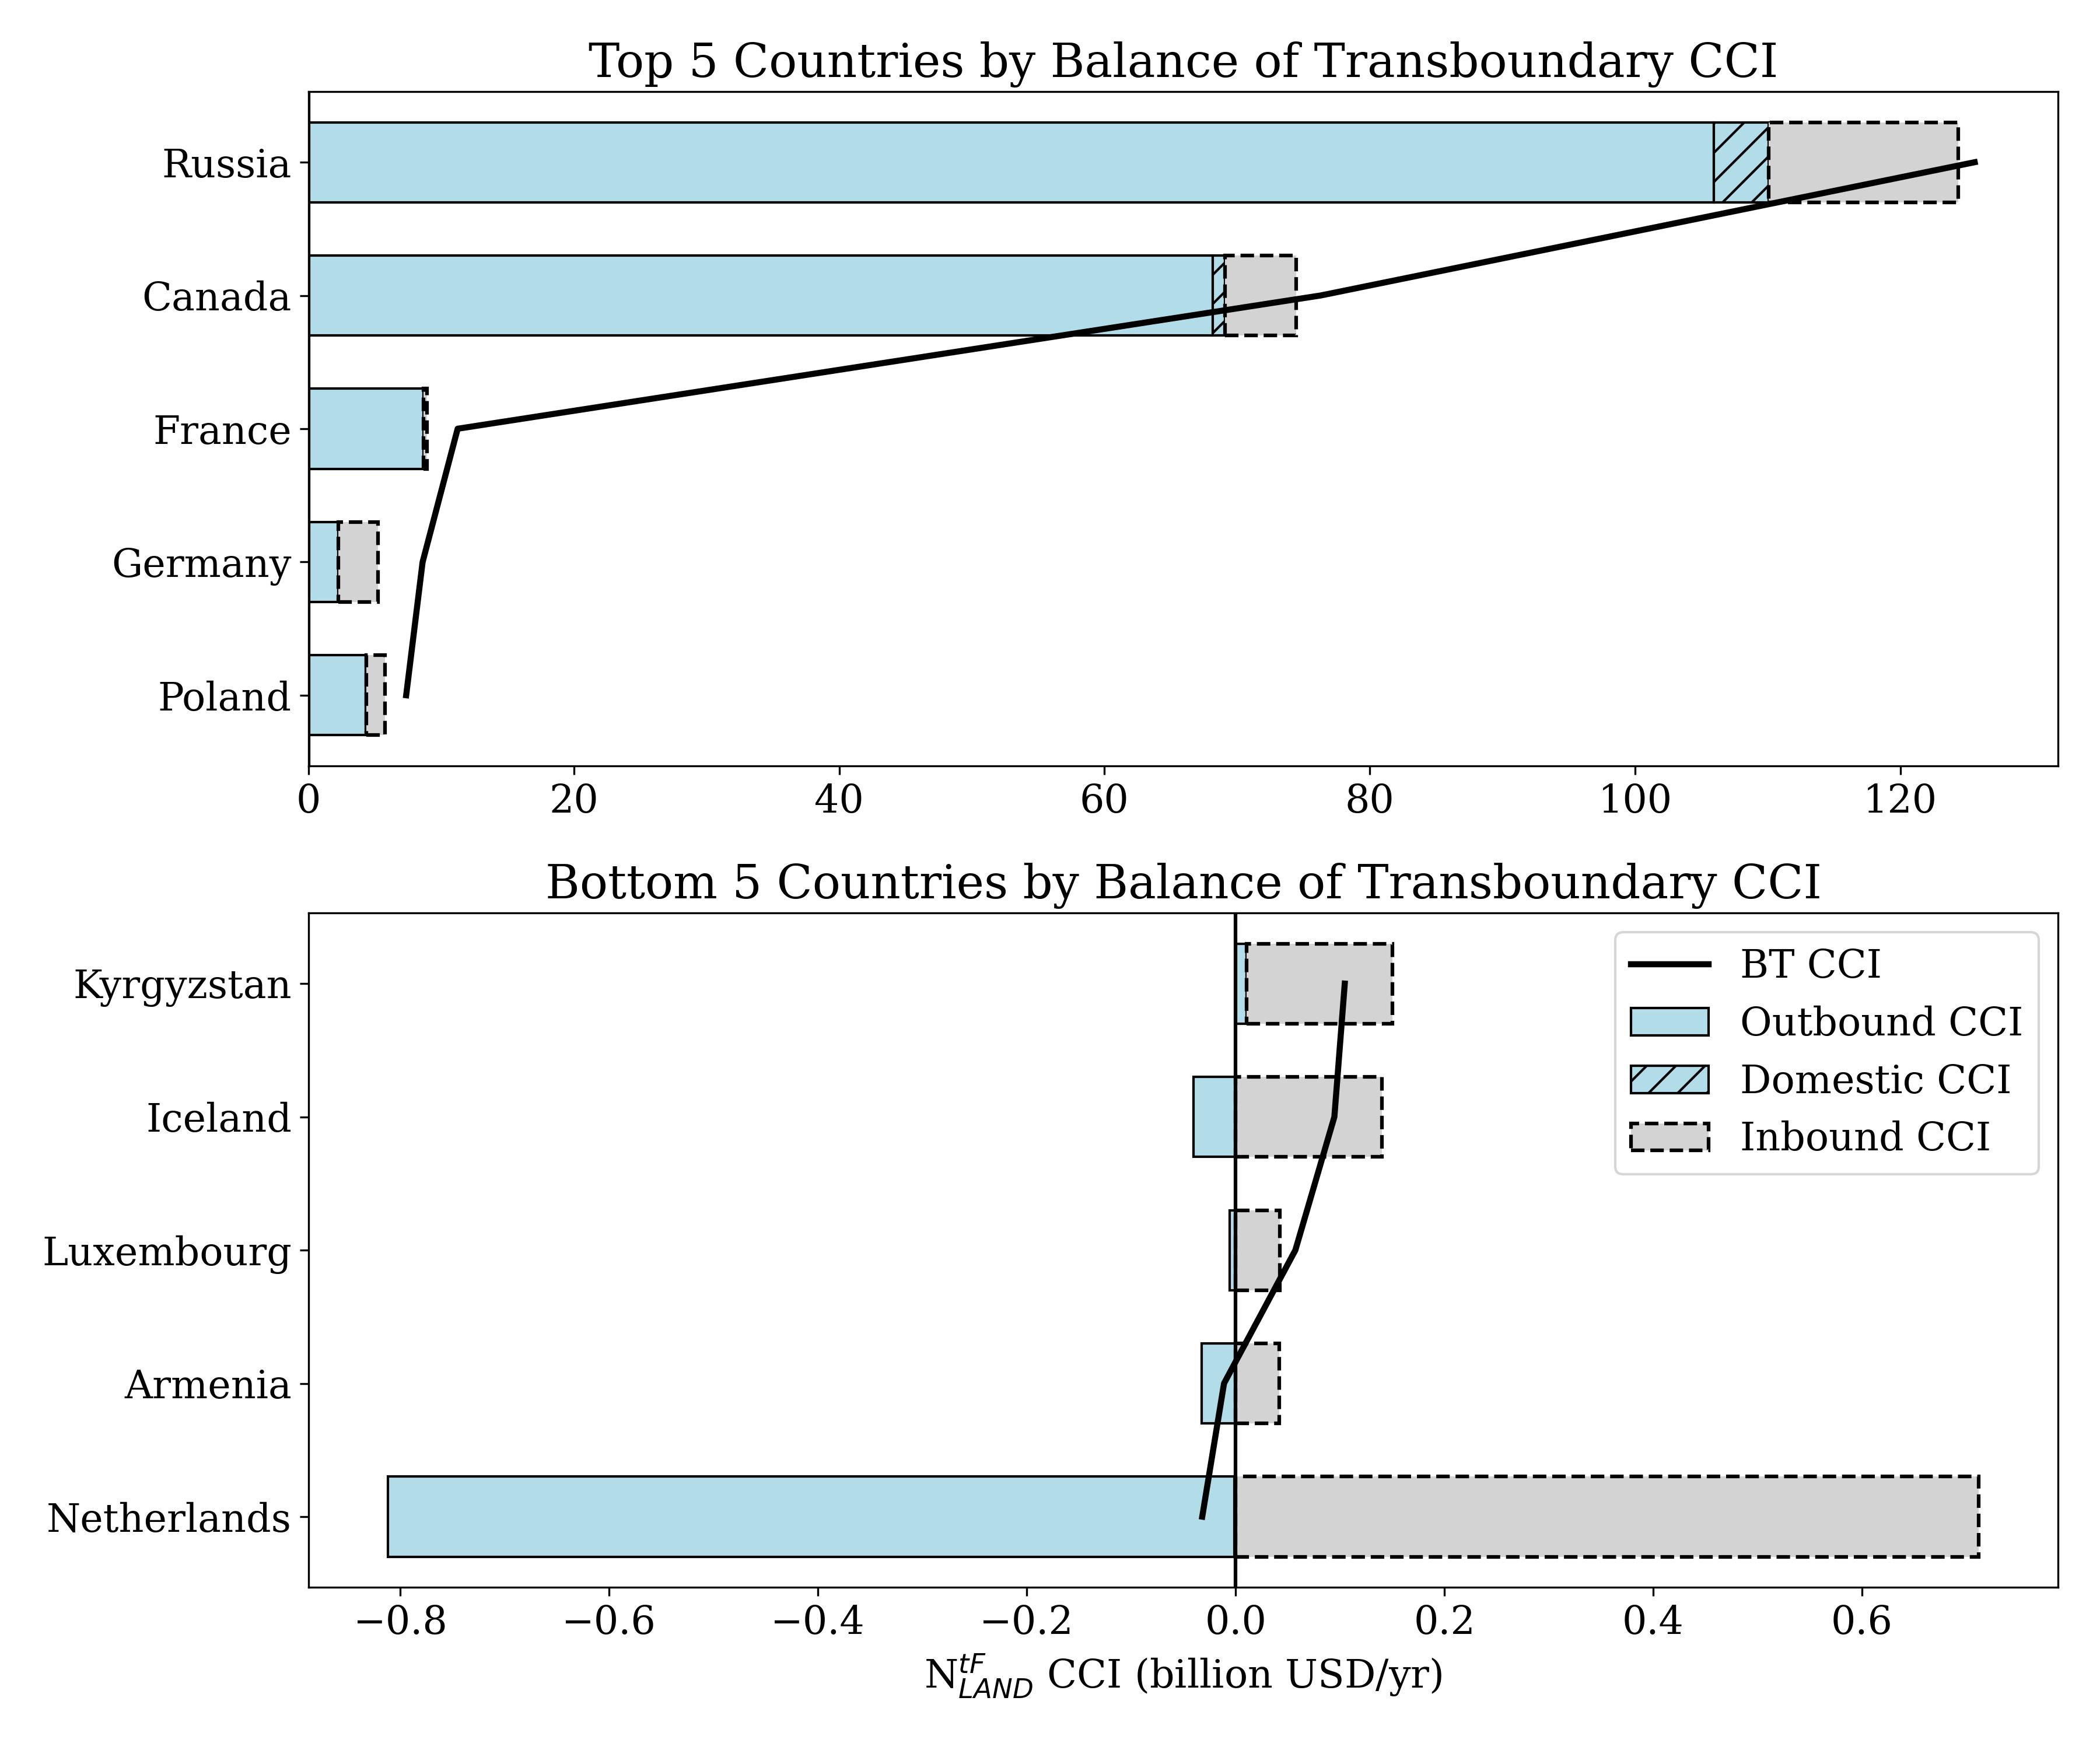 Top 5 Countries by Balance of Transboundary CCI
Russia
Canada
France
Germany
Poland
0 20 40 60 80 100 120
Bottom 5 Countries by Balance of Transboundary CCI
Kyrgyzstan
Iceland
Luxembourg
Armenia
Netherlands
BT CCI
Outbound CCI
Domestic CCI
Inbound CCI
−0.8 −0.6 −0.4 −0.2 0.0 0.2 0.4 0.6
N$^{tF}_{LAND}$ CCI (billion USD/yr)